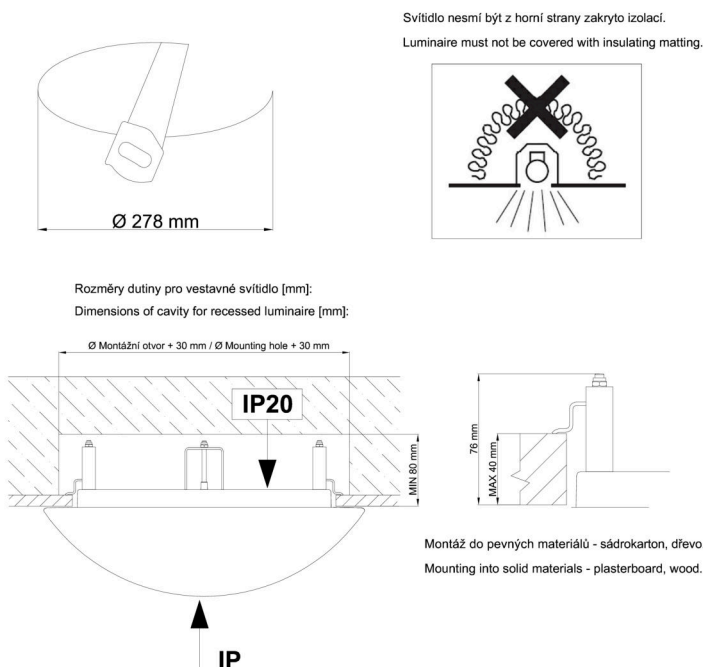 Svítidlo nesmí být z horní strany zakryto izolací.
Luminaire must not be covered with insulating matting.
Ø 278 mm
Rozměry dutiny pro vestavné svítidlo [mm]:
Dimensions of cavity for recessed luminaire [mm]:
Ø Montážní otvor + 30 mm / Ø Mounting hole + 30 mm
IP20
MIN 80 mm
76 mm
MAX 40 mm
Montáž do pevných materiálů - sádrokarton, dřevo
Mounting into solid materials - plasterboard, wood.
IP